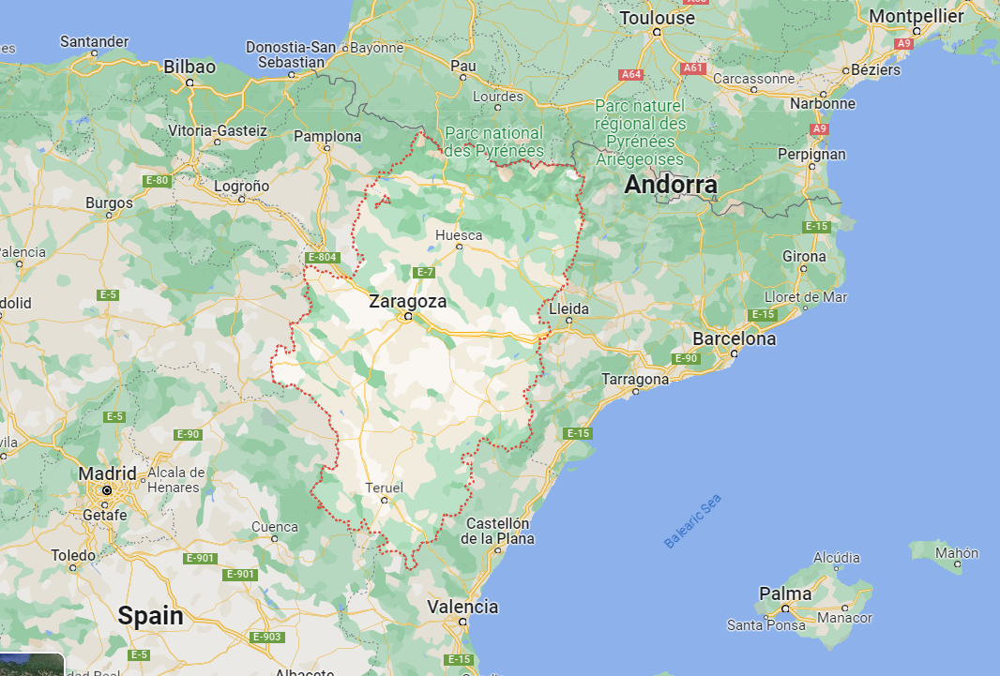 A68
Toulouse
Montpellier
A9
Santander
Donostia-San
Sebastian
Bayonne
Bilbao
Pau
A64
A61
Carcassonne
Béziers
Lourdes
Narbonne
Parc naturel
régional des
Pyrénées
Ariégeoises
Vitoria-Gasteiz
Pamplona
Parc national
des Pyrénées
A9
Perpignan
E-80
Logroño
Andorra
Burgos
E-15
Huesca
E-804
Girona
E-7
E-5
Zaragoza
Lleida
Lloret de Mar
E-15
Barcelona
E-90
Tarragona
E-5
E-90
E-15
Madrid
Alcala de
Henares
Teruel
Getafe
Balearic Sea
Cuenca
Castellón
de la Plana
Toledo
E-901
E-901
Alcúdia
Mahón
Palma
Santa Ponsa
Manacor
Spain
Valencia
E-903
E-5
E-15
Albacete